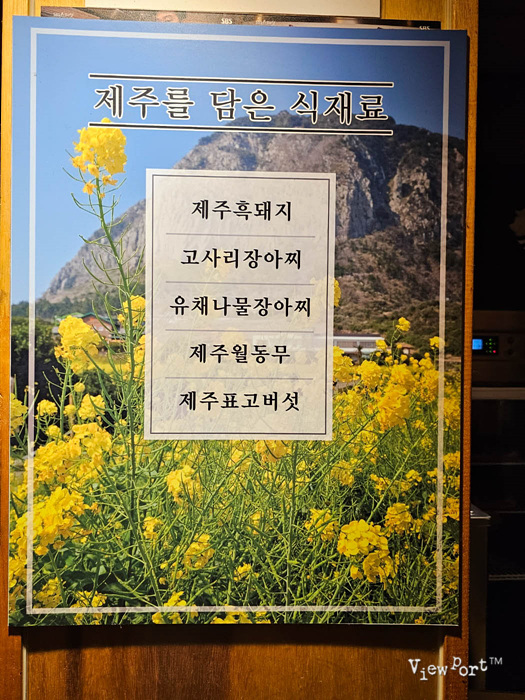 SBS
SBS
제주를 담은 식재료
제주흑돼지
고사리장아찌
유채나물장아찌
제주월동무
제주표고버섯
ViewPort™